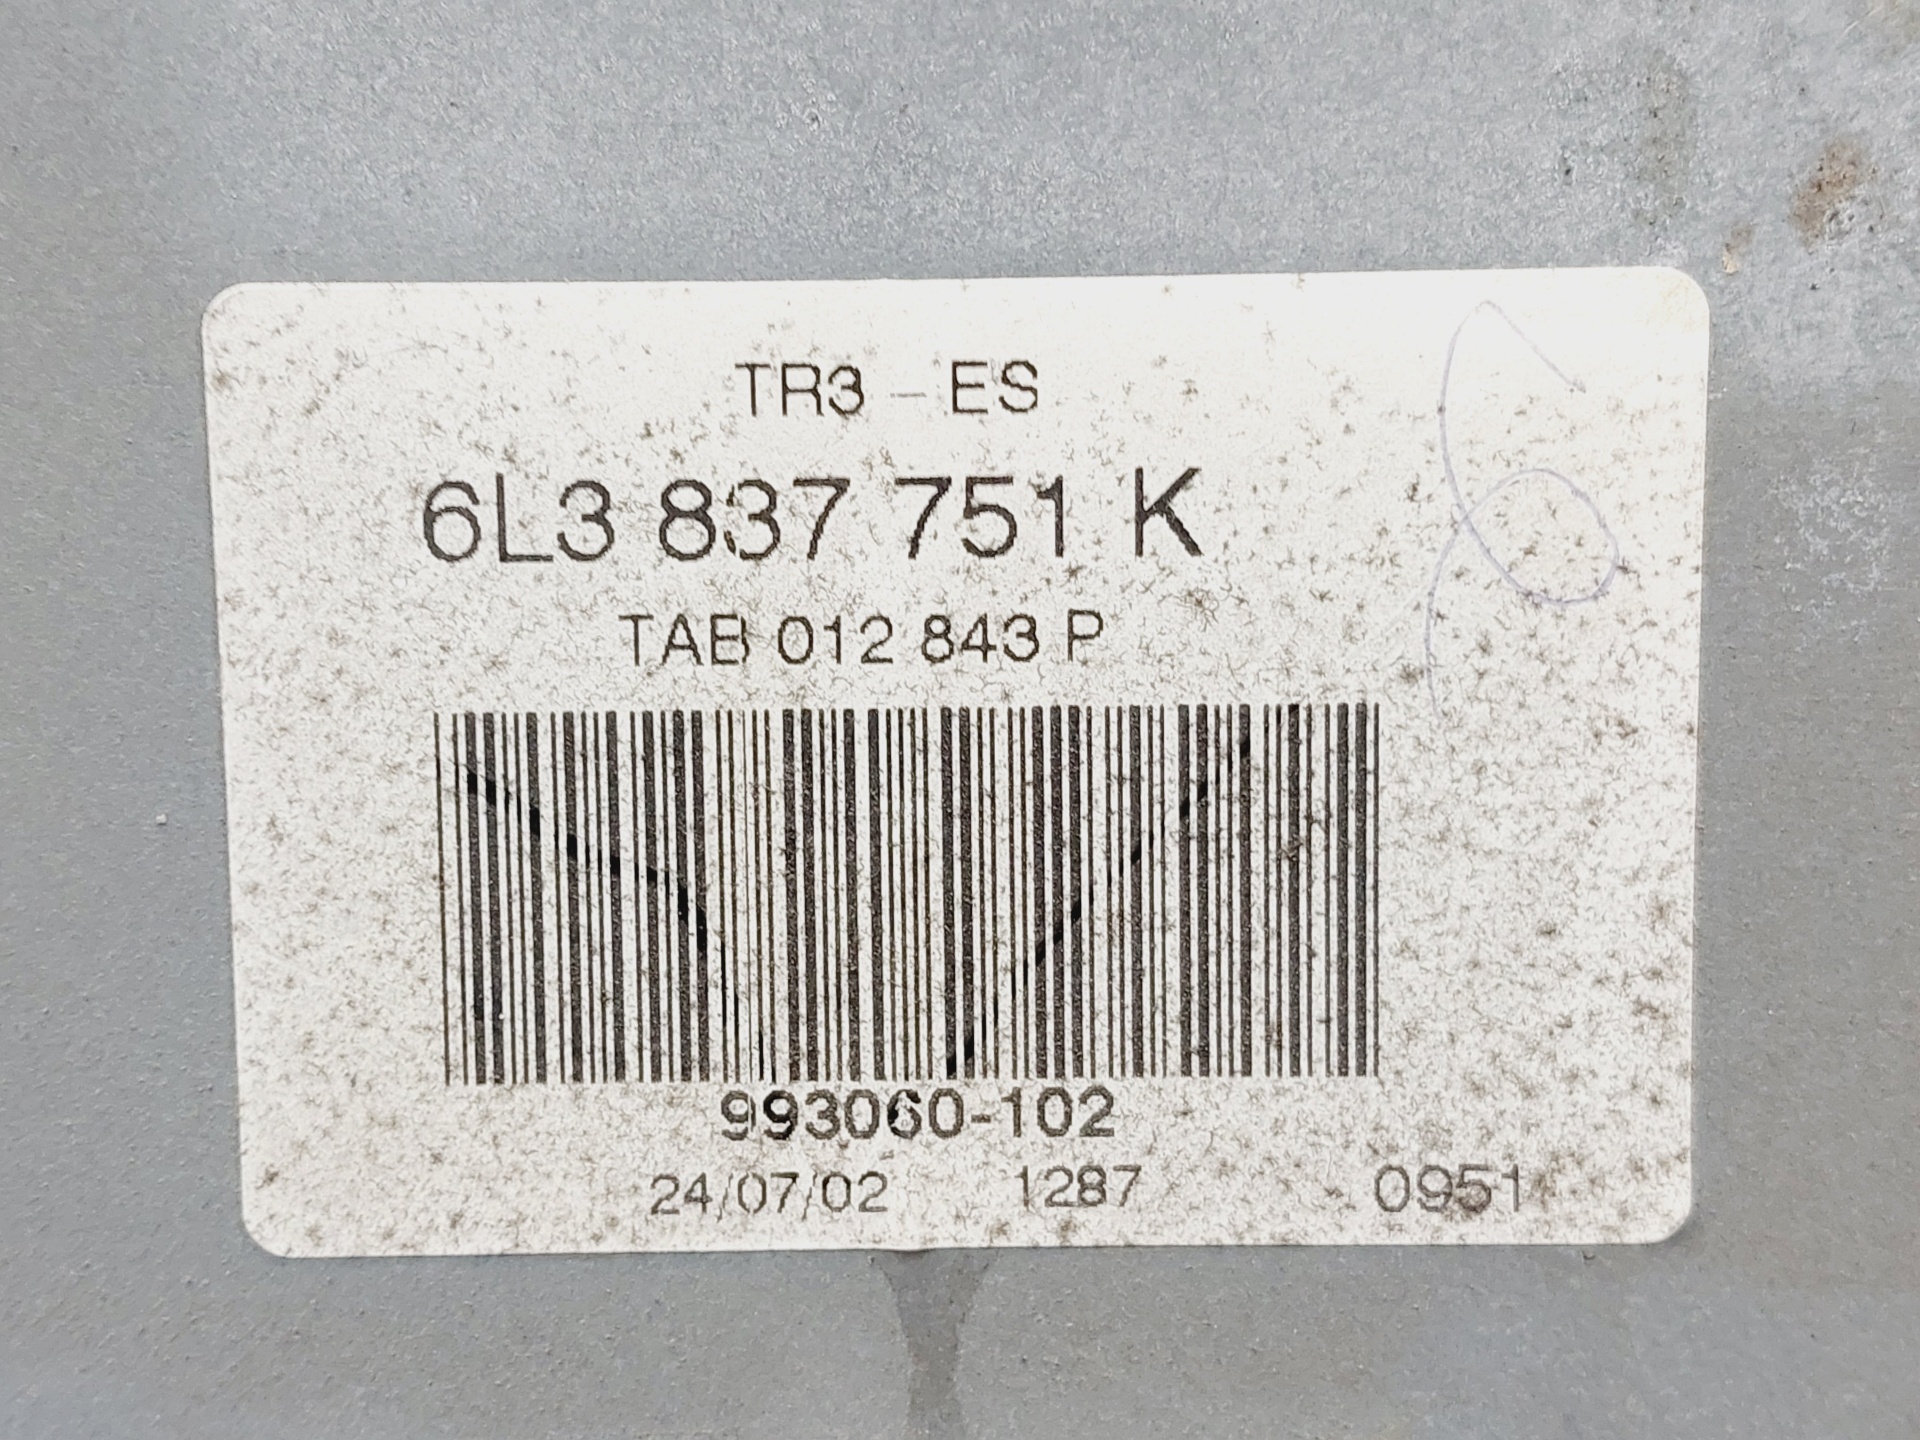 TR3 - ES
6L3 837 751 K
TAB 012 843 P
993060-102
24/07/02 1287 0951